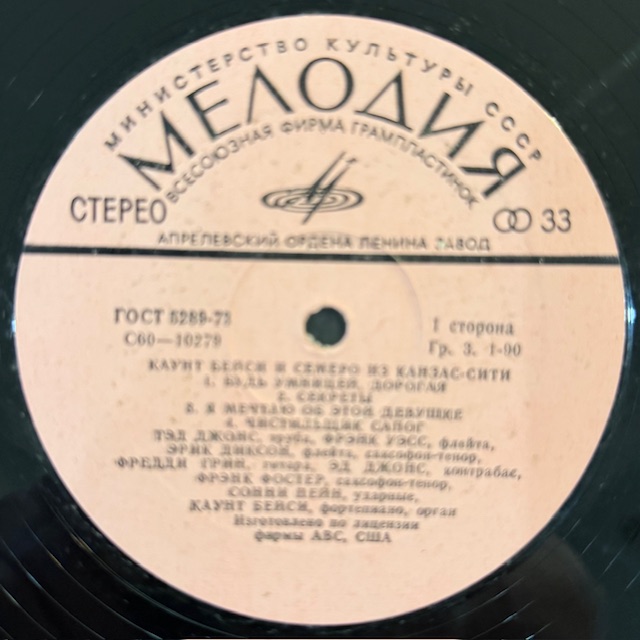 МИНИСТЕРСТВО КУЛЬТУРЫ СССР
МЕЛОДИЯ
ВСЕСОЮЗНАЯ ФИРМА ГРАМПЛАСТИНОК
СТЕРЕО
33
АПРЕЛЕВСКИЙ ОРДЕНА ЛЕНИНА ЗАВОД
ГОСТ 5289-73
С60—10279
I сторона
Гр. 3. 1-90
КАУНТ БЕЙСИ И СЕМЕРО ИЗ КАНЗАС-СИТИ
1. БУДЬ УМНИЦЕЙ, ДОРОГАЯ
2. СЕКРЕТЫ
3. Я МЕЧТАЮ ОБ ЭТОЙ ДЕВУШКЕ
4. ЧИСТИЛЬЩИК САПОГ
ТЭД ДЖОНС, труба, ФРЭНК УЭСС, флейта,
ЭРИК ДИКСОН, флейта, саксофон-тенор,
ФРЕДДИ ГРИН, гитара, ЭД ДЖОНС, контрабас,
ФРЭНК ФОСТЕР, саксофон-тенор,
СОННИ ПЕЙН, ударные,
КАУНТ БЕЙСИ, фортепиано, орган
Изготовлено по лицензии
фирмы АВС, США